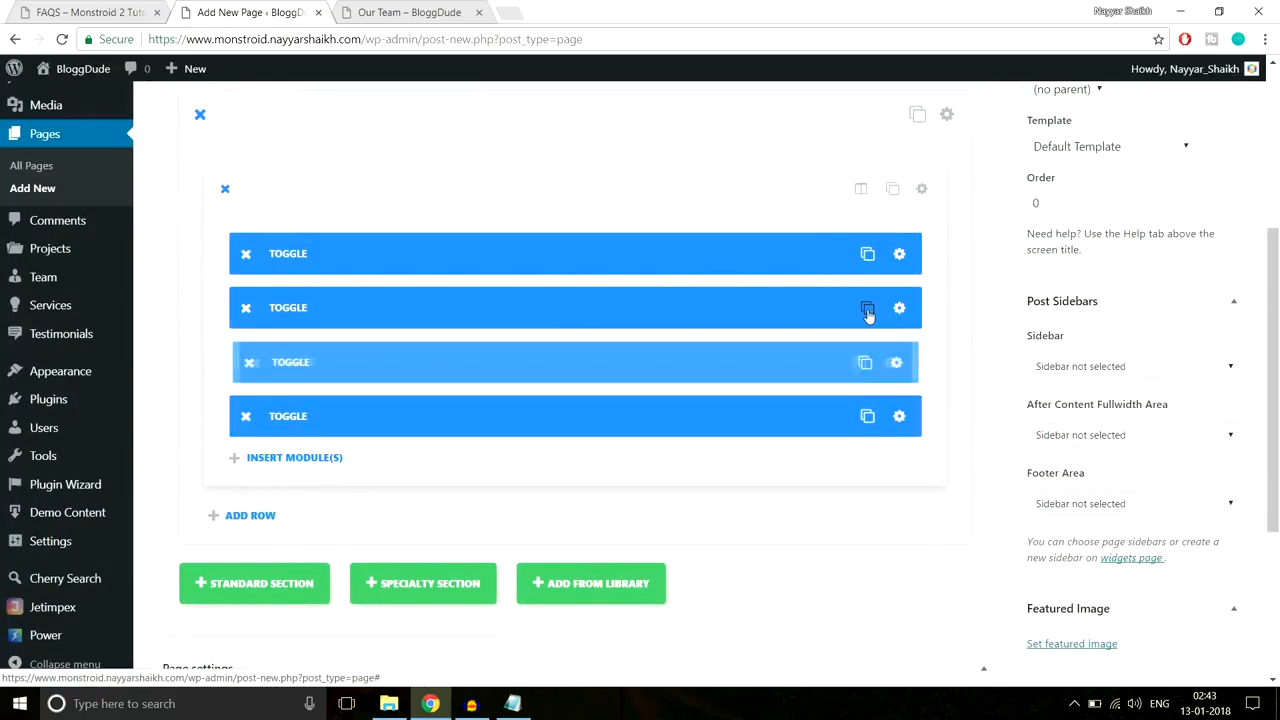 FAQS – Monstroid 2 Tuto
Add New Page ‹ BloggD
Our Team – BloggDude
Nayyar Shaikh
Secure
https://www.monstroid.nayyarshaikh.com/wp-admin/post-new.php?post_type=page
BloggDude
0
New
Howdy, Nayyar_Shaikh
Media
Pages
All Pages
Add New
Comments
Projects
Team
Services
Testimonials
Appearance
Plugins
Users
Tools
Plugin Wizard
Demo Content
Settings
Cherry Search
Jetimpex
Power
Collapse menu
TOGGLE
TOGGLE
TOGGLE
TOGGLE
INSERT MODULE(S)
ADD ROW
STANDARD SECTION
SPECIALTY SECTION
ADD FROM LIBRARY
Page settings
(no parent)
Template
Default Template
Order
0
Need help? Use the Help tab above the
screen title.
Post Sidebars
Sidebar
Sidebar not selected
After Content Fullwidth Area
Sidebar not selected
Footer Area
Sidebar not selected
You can choose page sidebars or create a
new sidebar on widgets page .
Featured Image
Set featured image
https://www.monstroid.nayyarshaikh.com/wp-admin/post-new.php?post_type=page#
Type here to search
ENG
02:43
13-01-2018